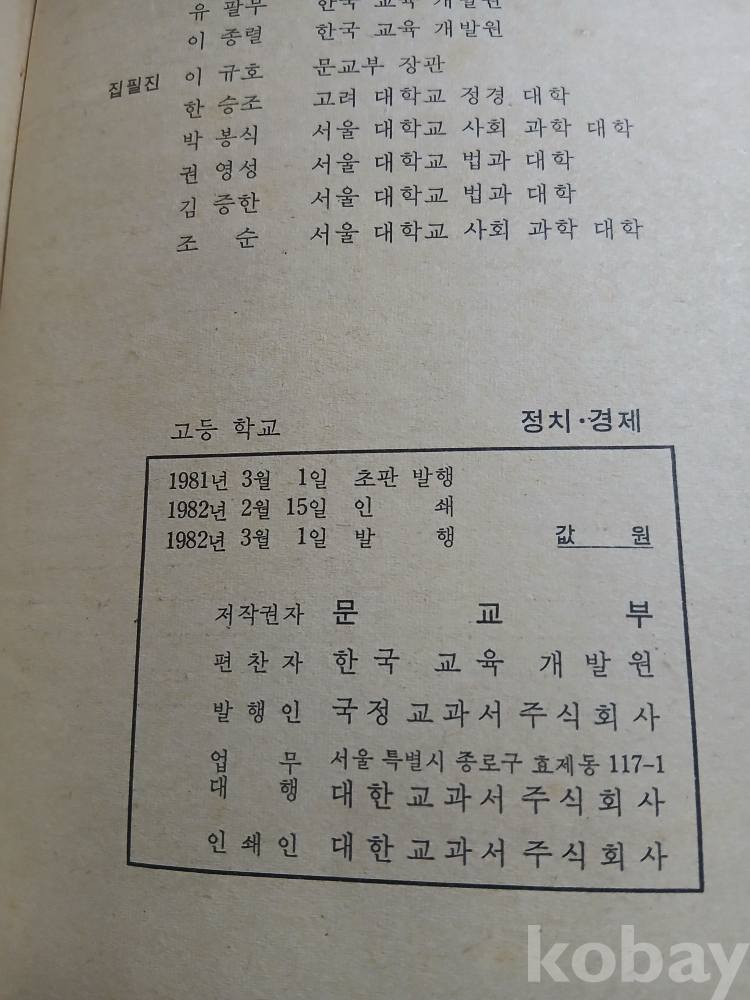 유 팔무 한국 교육 개발원
이 종렬 한국 교육 개발원
집필진 이 규호 문교부 장관
한 승조 고려 대학교 정경 대학
박 봉식 서울 대학교 사회 과학 대학
권 영성 서울 대학교 법과 대학
김 증한 서울 대학교 법과 대학
조 순 서울 대학교 사회 과학 대학
고등 학교 정치·경제
1981년 3월 1일 초판 발행
1982년 2월 15일 인 쇄
1982년 3월 1일 발 행 값 원
저작권자 문 교 부
편 찬 자 한 국 교 육 개 발 원
발 행 인 국정 교과서 주식회사
업 무 서울 특별시 종로구 효제동 117-1
대 행 대한 교과서 주식회사
인 쇄 인 대한 교과서 주식회사
kobay